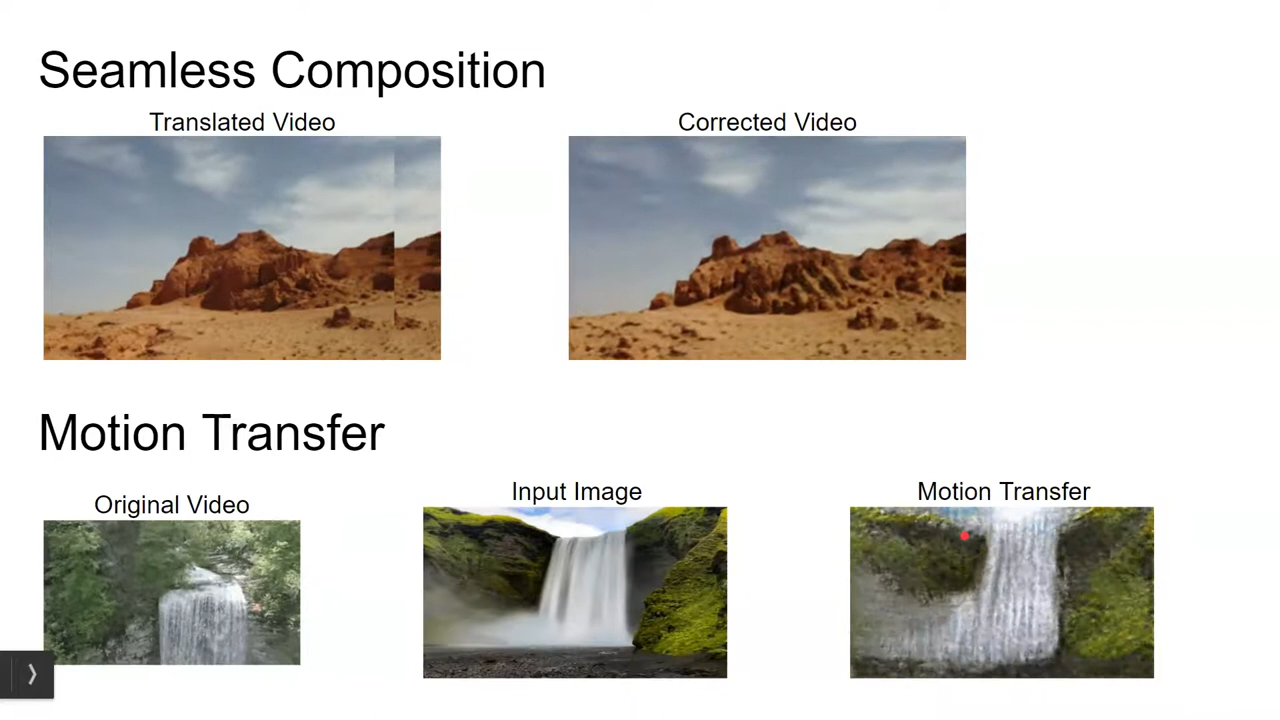 Seamless Composition
Translated Video
Corrected Video
Motion Transfer
Original Video
Input Image
Motion Transfer